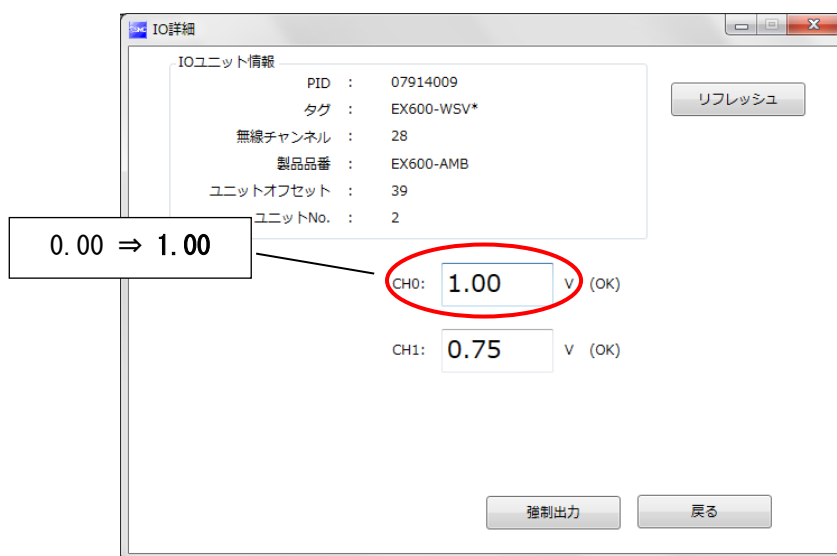 IO詳細
IOユニット情報
PID : 07914009
タグ : EX600-WSV*
無線チャンネル : 28
製品品番 : EX600-AMB
ユニットオフセット : 39
ユニットNo. : 2
リフレッシュ
0.00 ⇒ 1.00
CH0: 1.00 V (OK)
CH1: 0.75 V (OK)
強制出力
戻る